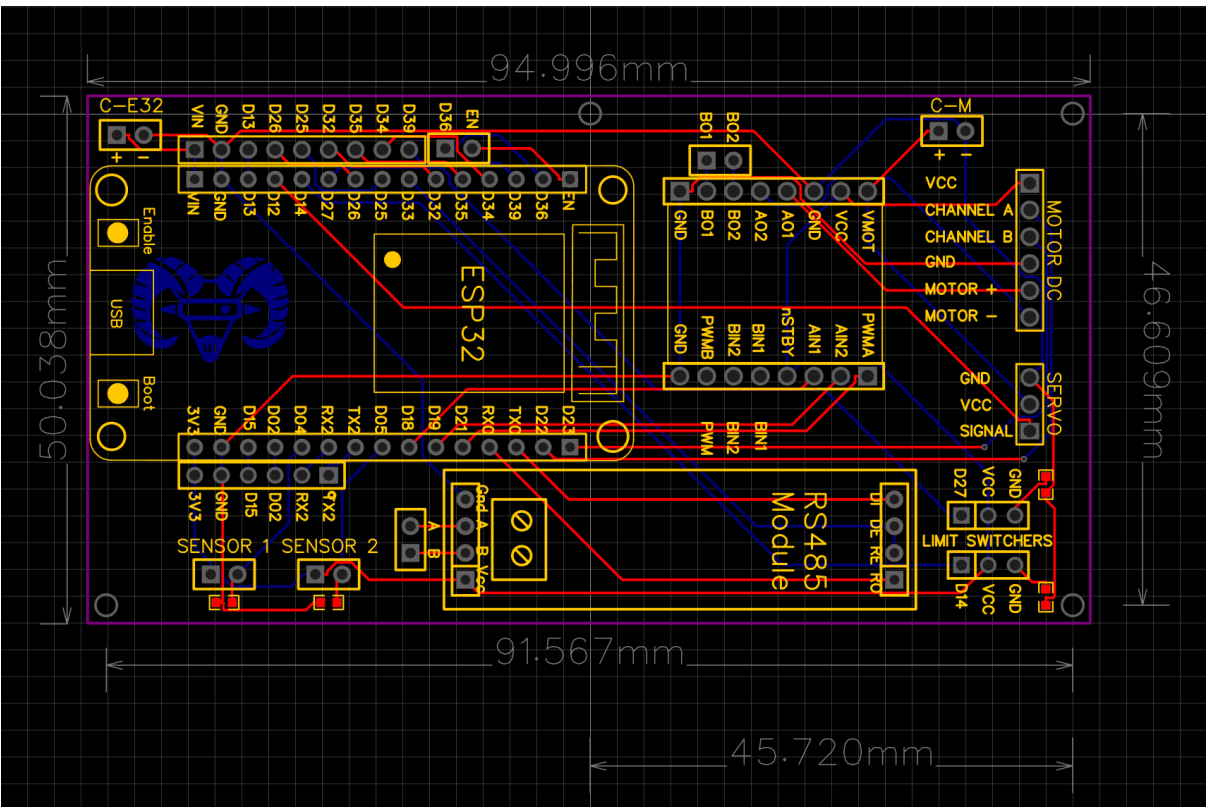 94.996mm
C-E32
+ -
VIN GND D13 D26 D25 D32 D35 D34 D39 D36 EN
VIN GND D13 D12 D14 D27 D26 D25 D33 D32 D35 D34 D39 D36 EN
BO1 BO2
C-M
+ -
GND BO1 BO2 AO2 AO1 GND VCC VMOT
VCC
CHANNEL A
CHANNEL B
GND
MOTOR +
MOTOR -
MOTOR DC
Enable
USB
Boot
ESP32
GND PWMB BIN2 BIN1 nSTBY AIN1 AIN2 PWMA
PWM BIN2 BIN1
GND
VCC
SIGNAL
SERVO
3V3 GND D15 D02 D04 RX2 TX2 D05 D18 D19 D21 RX0 TX0 D22 D23
3V3 GND D15 D02 RX2 TX2
SENSOR 1 SENSOR 2
A
B
Gnd A B Vcc
RS485
Module
DI DE RE RO
D27 VCC GND
LIMIT SWITCHERS
D14 VCC GND
50.038mm
46.609mm
91.567mm
45.720mm